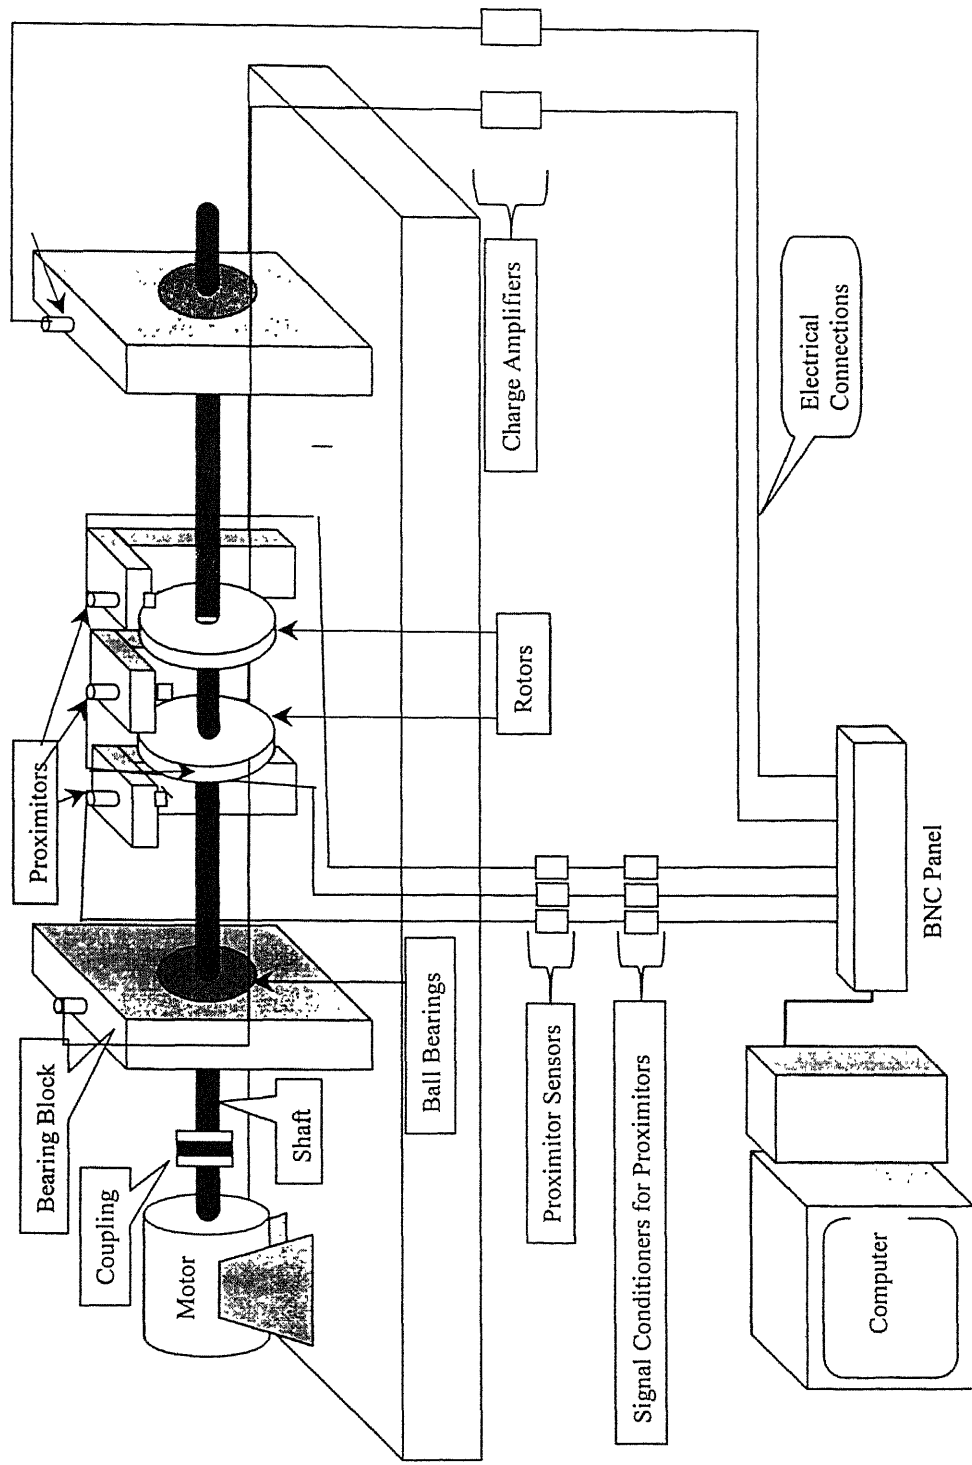 Proximitors
Bearing Block
Coupling
Motor
Shaft
Ball Bearings
Rotors
Charge Amplifiers
Proximitor Sensors
Signal Conditioners for Proximitors
Electrical
Connections
BNC Panel
Computer